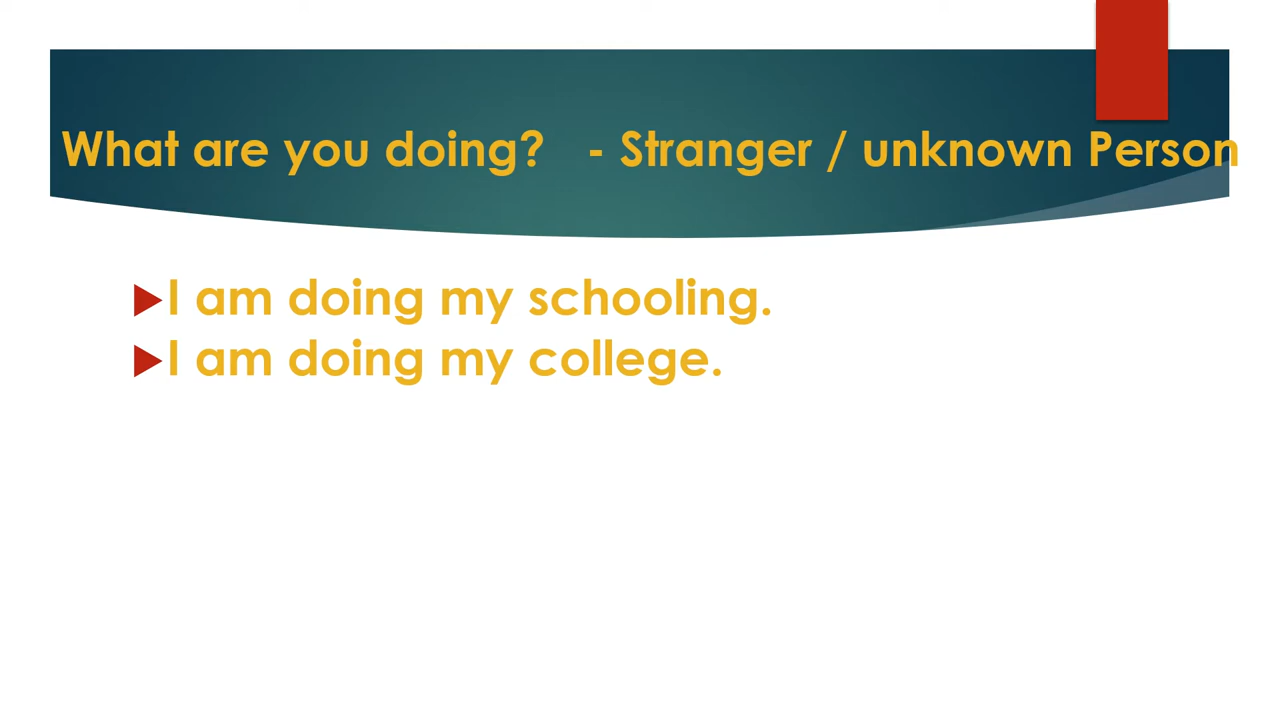 What are you doing? - Stranger / unknown Person
I am doing my schooling.
I am doing my college.